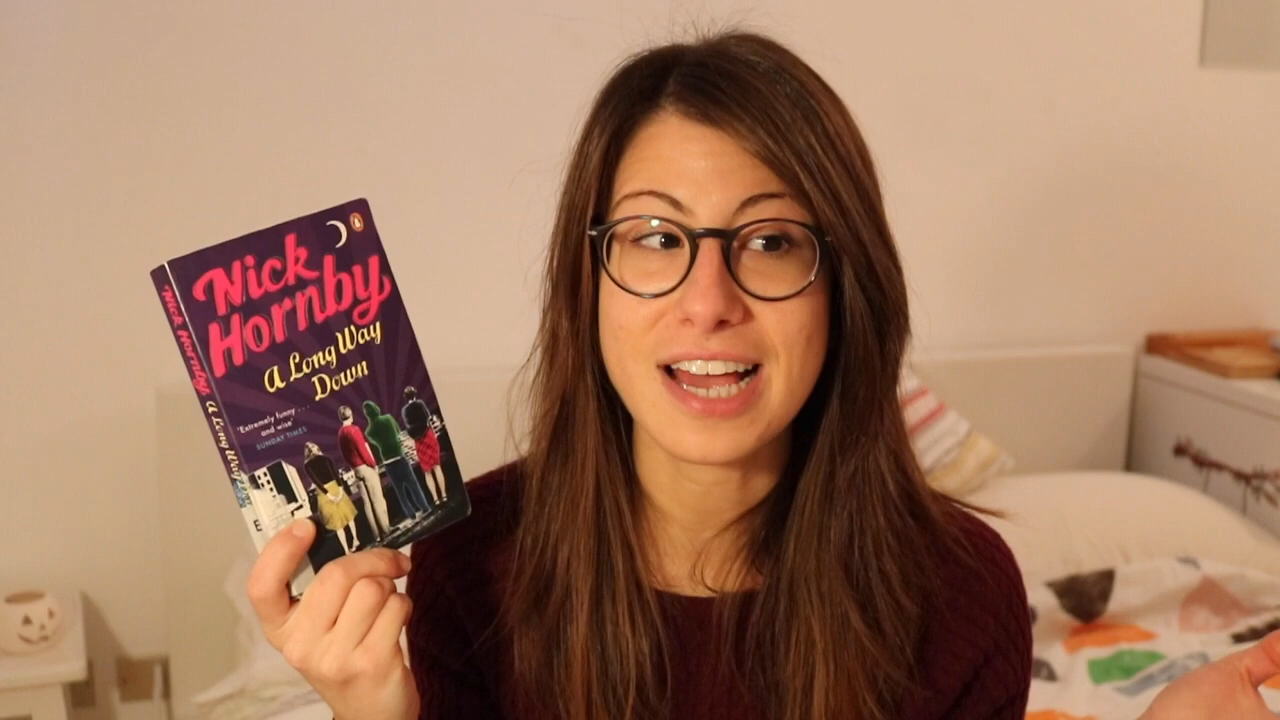 Nick
Hornby
A Long Way
Down
'Extremely funny ...
and wise'
SUNDAY TIMES
Nick Hornby A Long Way